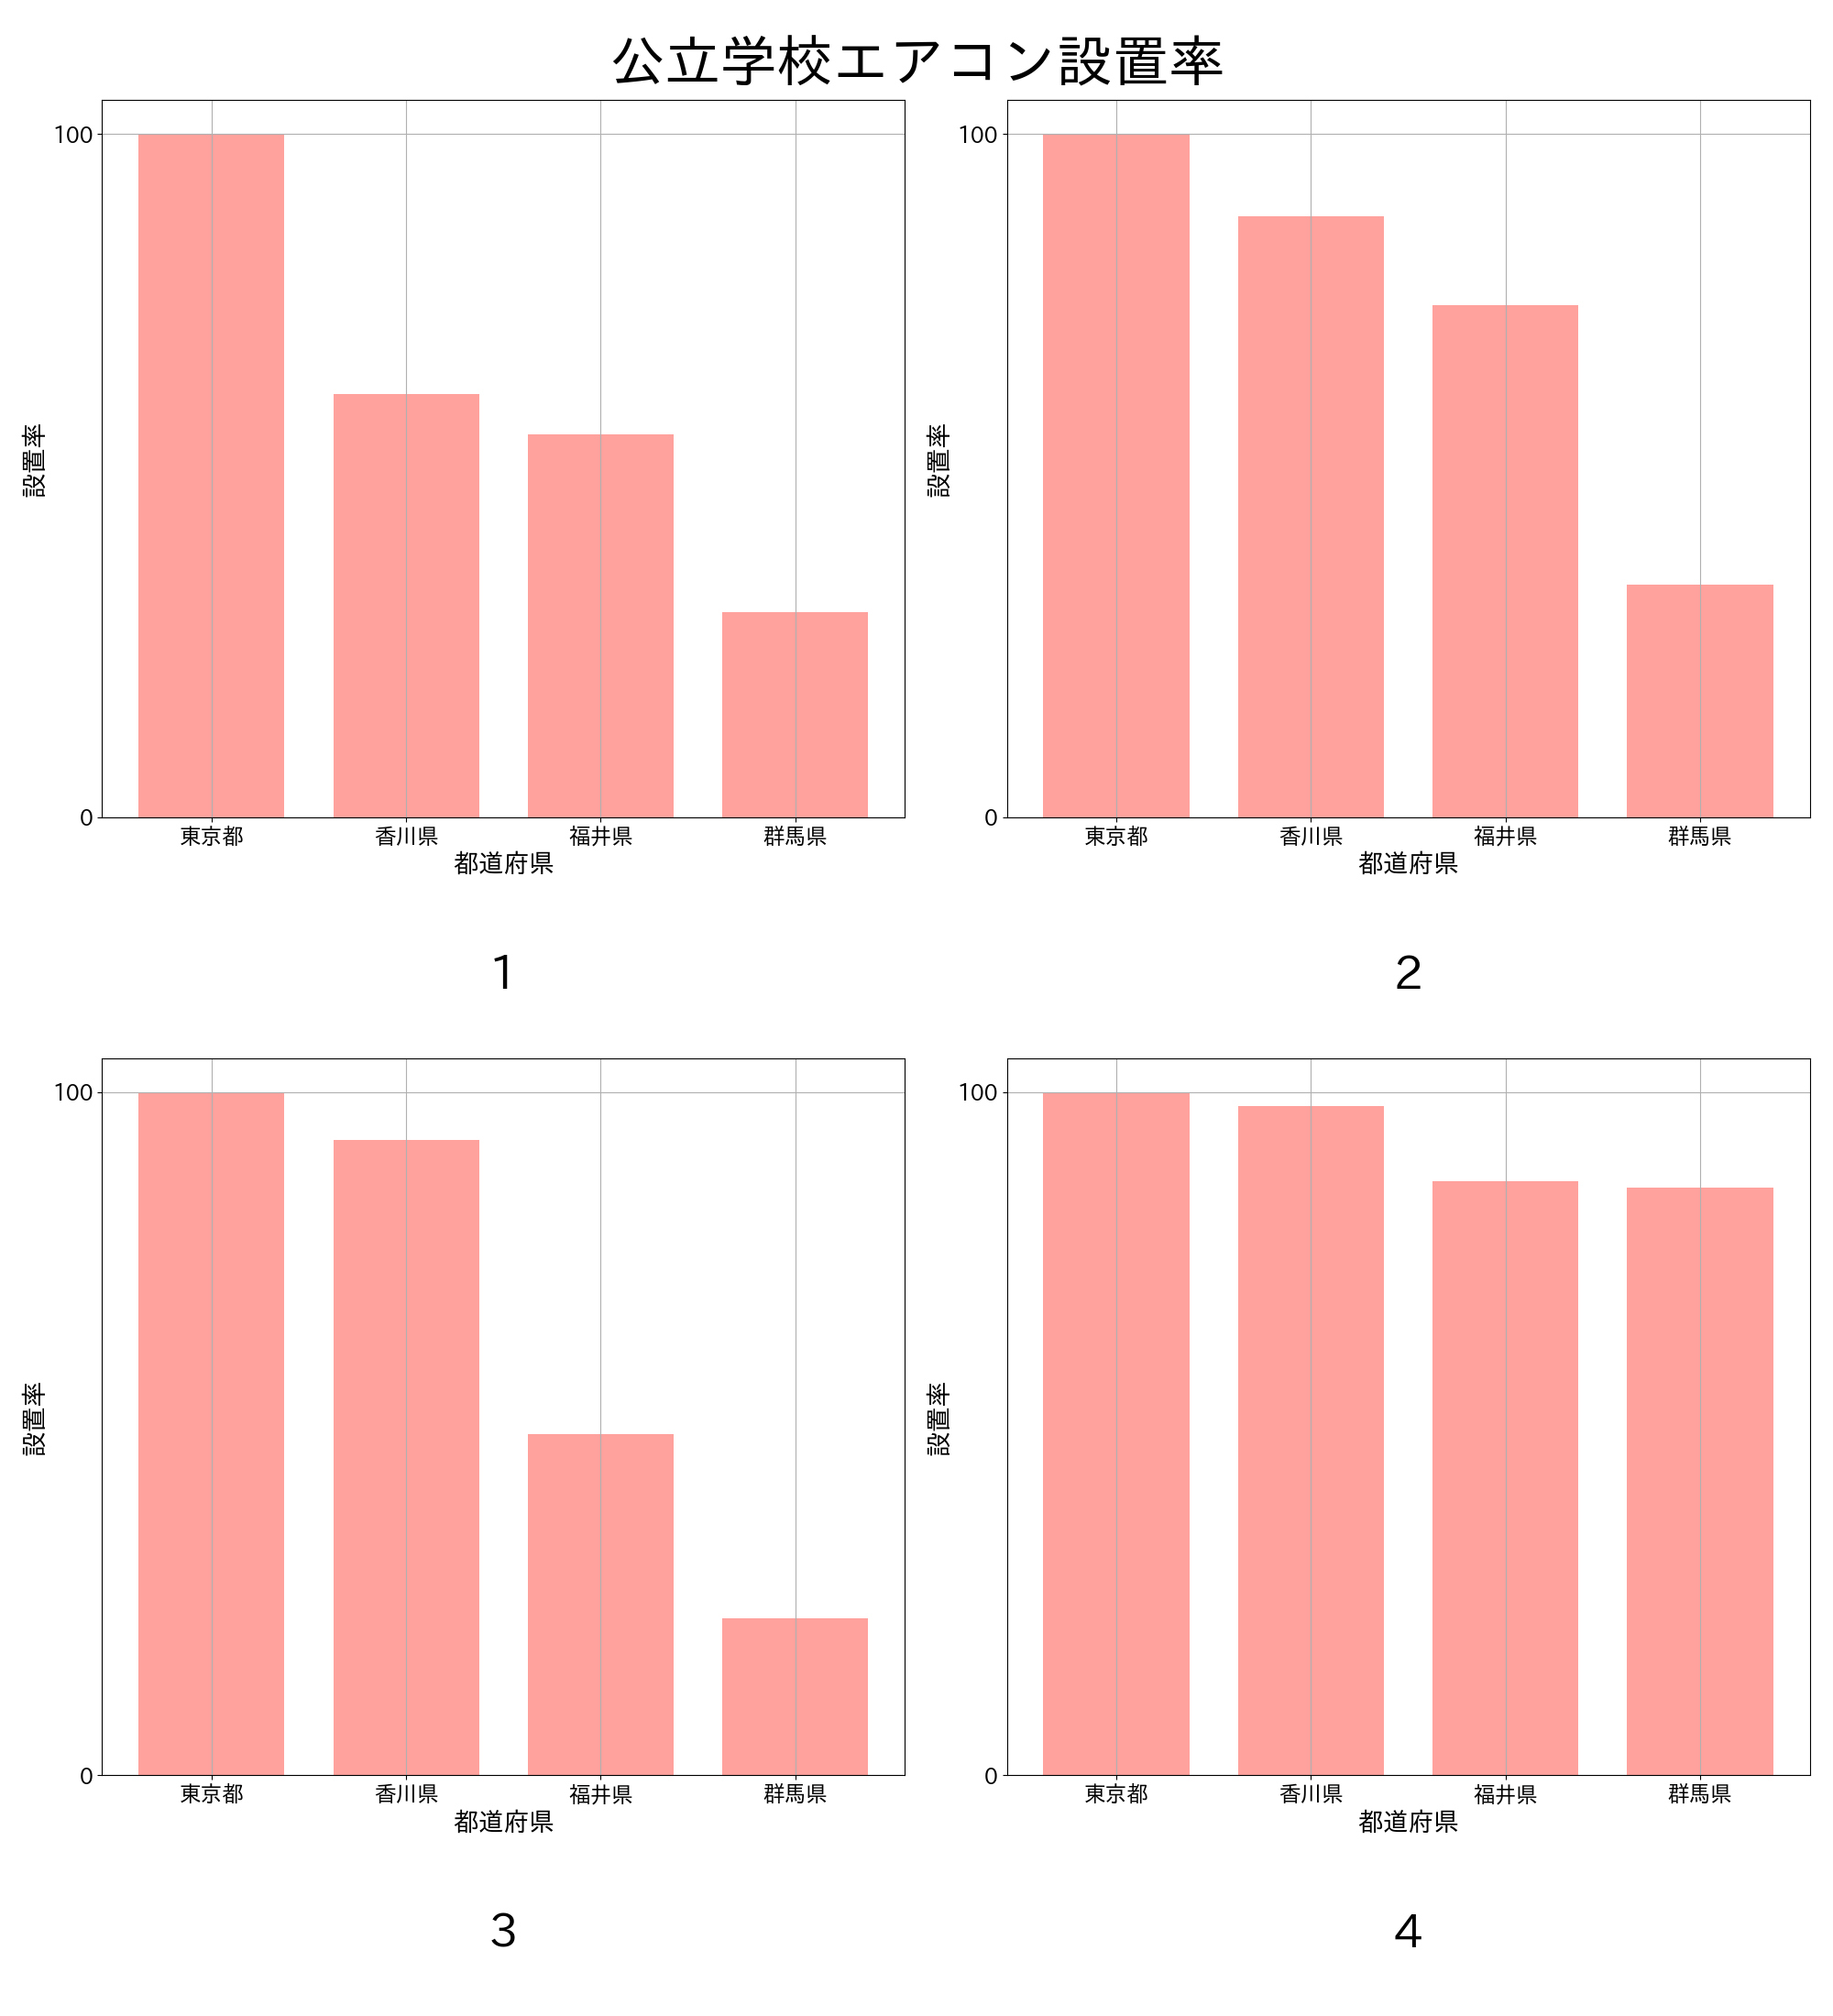 公立学校エアコン設置率
100
0
設置率
東京都 香川県 福井県 群馬県
都道府県
1
100
0
設置率
東京都 香川県 福井県 群馬県
都道府県
2
100
0
設置率
東京都 香川県 福井県 群馬県
都道府県
3
100
0
設置率
東京都 香川県 福井県 群馬県
都道府県
4